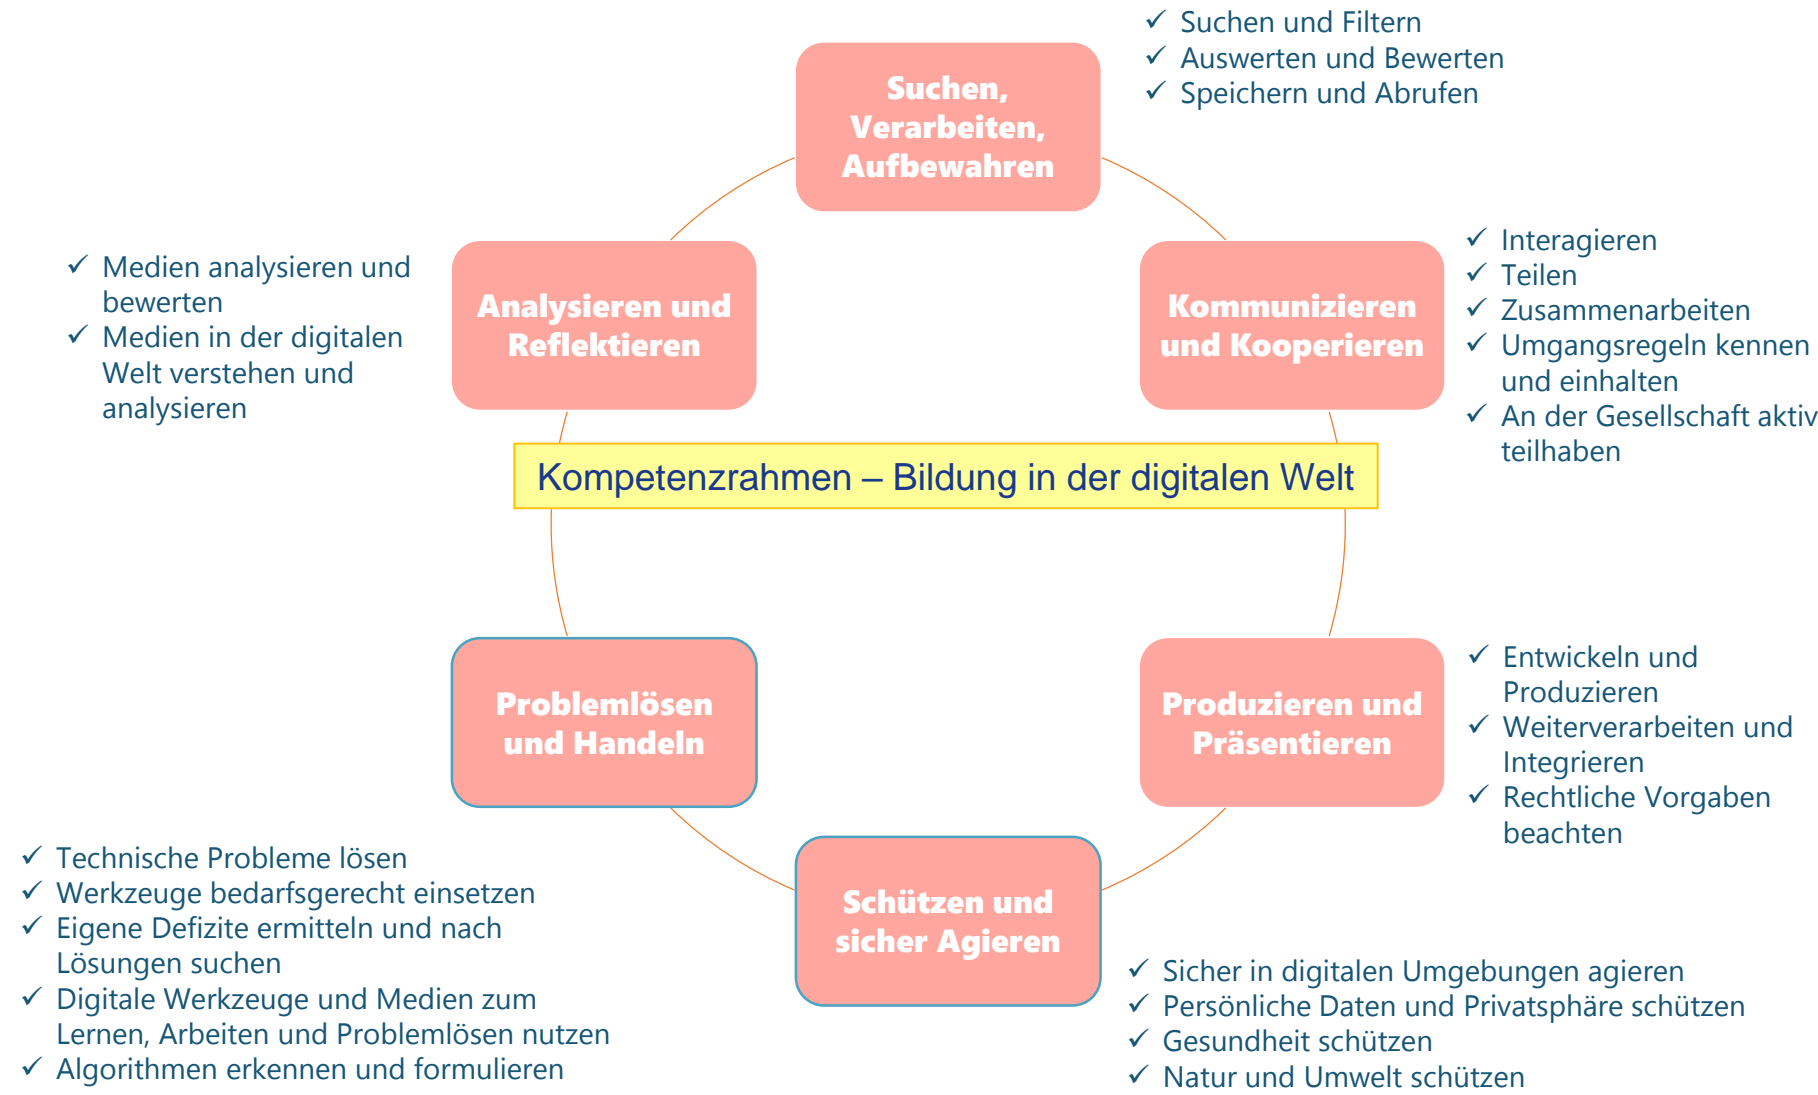 Suchen,
Verarbeiten,
Aufbewahren
✓ Suchen und Filtern
✓ Auswerten und Bewerten
✓ Speichern und Abrufen
Kommunizieren
und Kooperieren
✓ Interagieren
✓ Teilen
✓ Zusammenarbeiten
✓ Umgangsregeln kennen
und einhalten
✓ An der Gesellschaft aktiv
teilhaben
Analysieren und
Reflektieren
✓ Medien analysieren und
bewerten
✓ Medien in der digitalen
Welt verstehen und
analysieren
Kompetenzrahmen – Bildung in der digitalen Welt
Produzieren und
Präsentieren
✓ Entwickeln und
Produzieren
✓ Weiterverarbeiten und
Integrieren
✓ Rechtliche Vorgaben
beachten
Problemlösen
und Handeln
✓ Technische Probleme lösen
✓ Werkzeuge bedarfsgerecht einsetzen
✓ Eigene Defizite ermitteln und nach
Lösungen suchen
✓ Digitale Werkzeuge und Medien zum
Lernen, Arbeiten und Problemlösen nutzen
✓ Algorithmen erkennen und formulieren
Schützen und
sicher Agieren
✓ Sicher in digitalen Umgebungen agieren
✓ Persönliche Daten und Privatsphäre schützen
✓ Gesundheit schützen
✓ Natur und Umwelt schützen